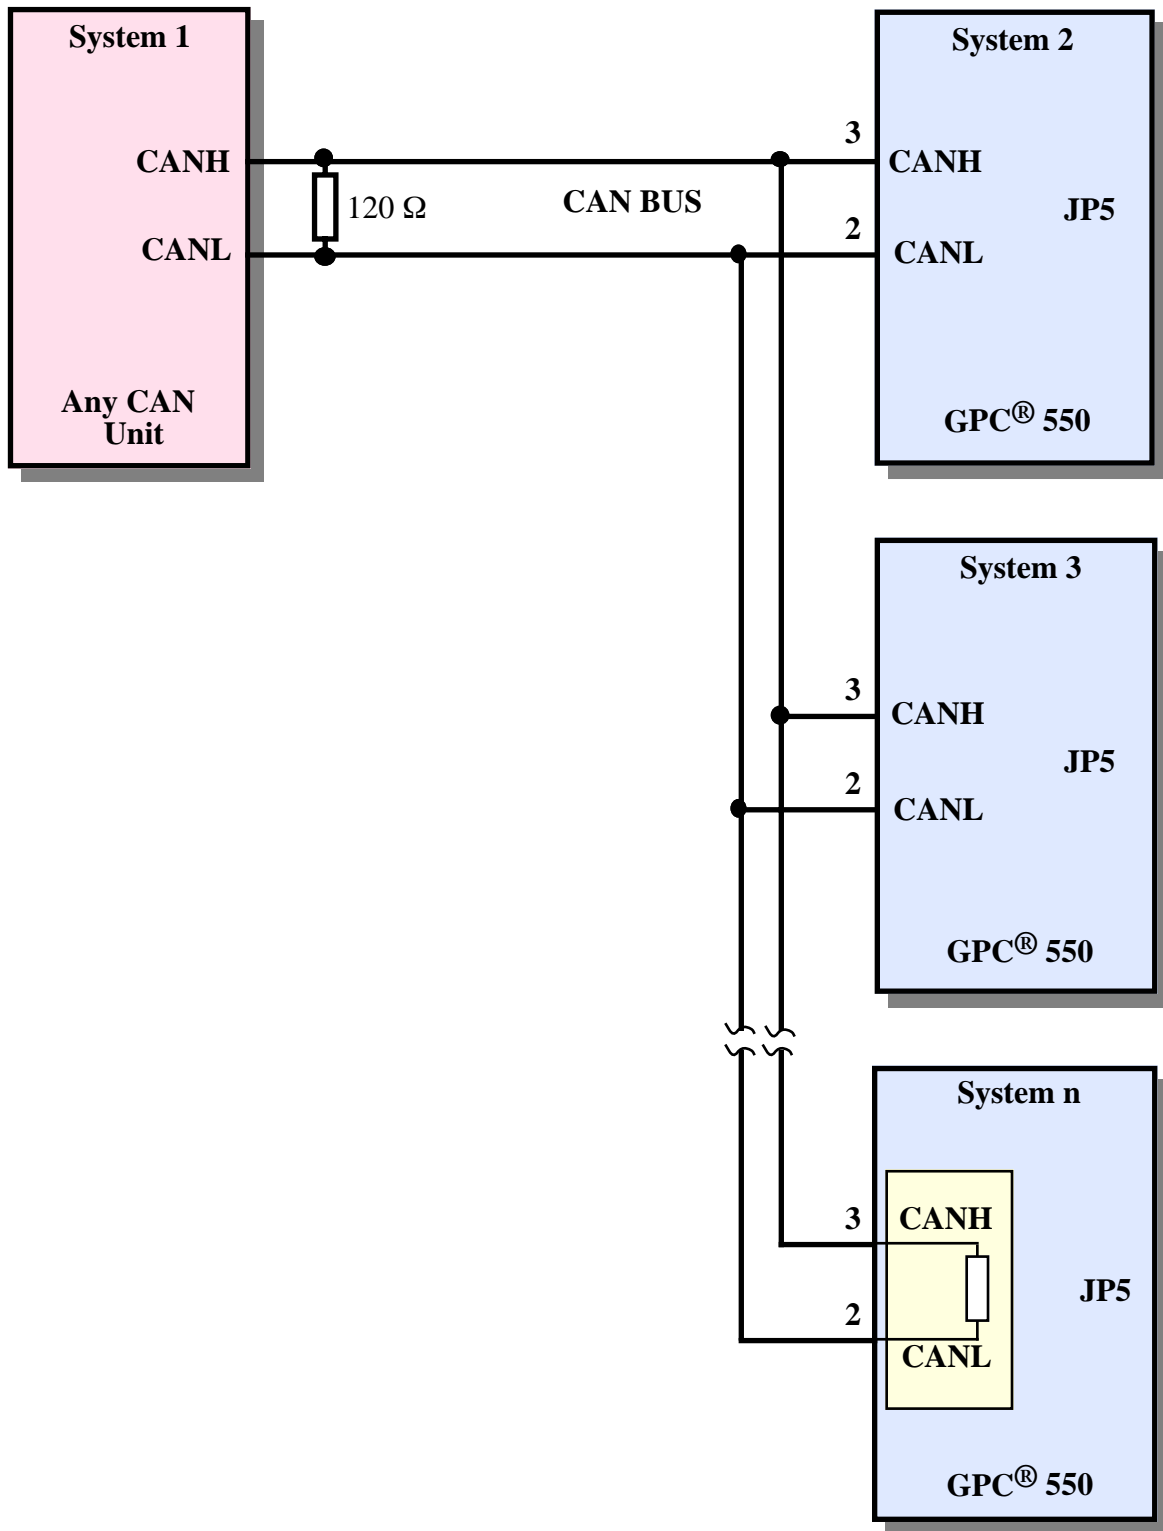 System 1
CANH
CANL
Any CAN
Unit
120 Ω
CAN BUS
System 2
3
CANH
JP5
2
CANL
GPC® 550
System 3
3
CANH
JP5
2
CANL
GPC® 550
System n
3
CANH
JP5
2
CANL
GPC® 550